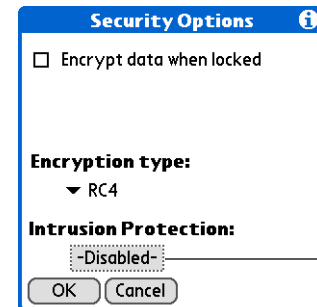 Security Options
Encrypt data when locked
Encryption type:
RC4
Intrusion Protection:
-Disabled-
OK Cancel